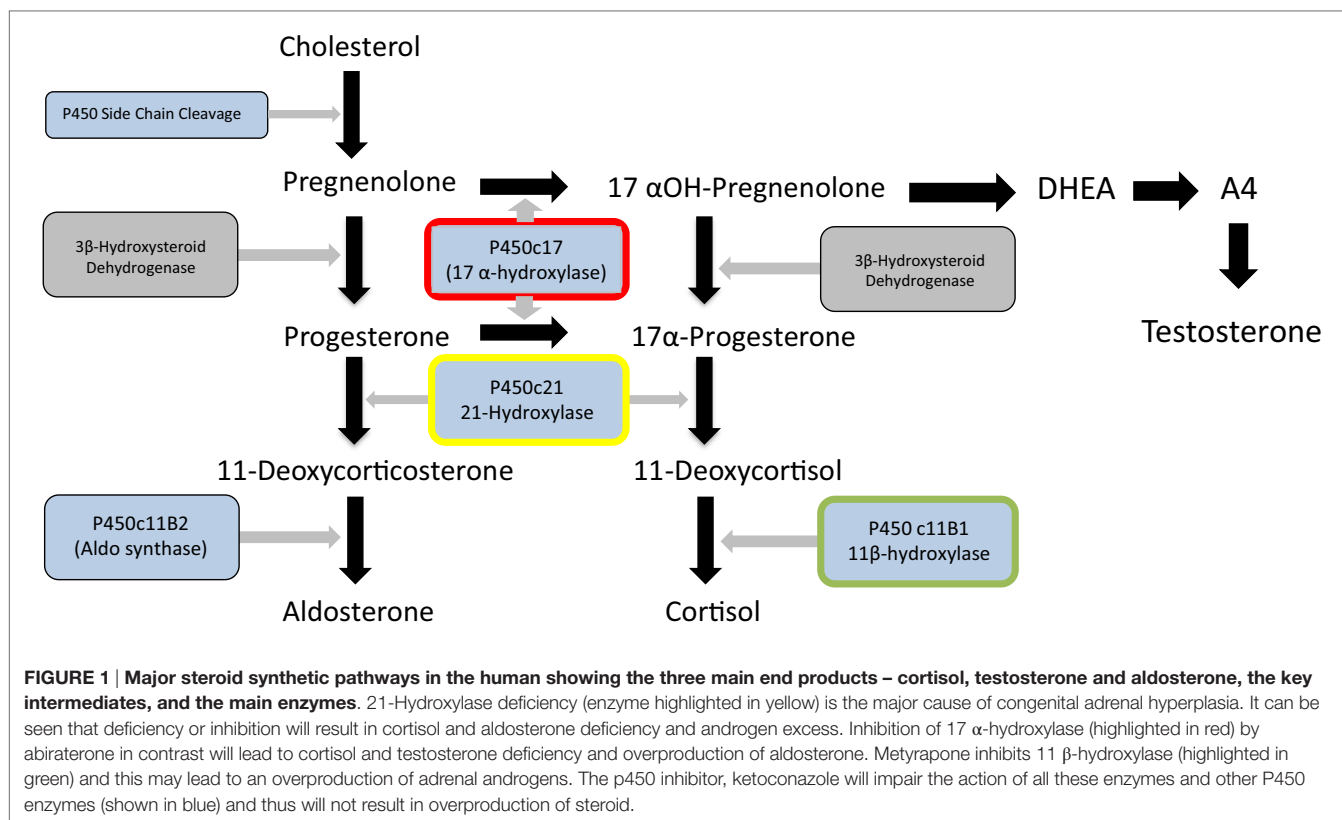 Cholesterol
P450 Side Chain Cleavage
Pregnenolone
17 αOH-Pregnenolone
DHEA
A4
3β-Hydroxysteroid
Dehydrogenase
P450c17
(17 α-hydroxylase)
3β-Hydroxysteroid
Dehydrogenase
Progesterone
17α-Progesterone
Testosterone
P450c21
21-Hydroxylase
11-Deoxycorticosterone
11-Deoxycortisol
P450c11B2
(Aldo synthase)
P450 c11B1
11β-hydroxylase
Aldosterone
Cortisol
FIGURE 1 | Major steroid synthetic pathways in the human showing the three main end products – cortisol, testosterone and aldosterone, the key
intermediates, and the main enzymes. 21-Hydroxylase deficiency (enzyme highlighted in yellow) is the major cause of congenital adrenal hyperplasia. It can be
seen that deficiency or inhibition will result in cortisol and aldosterone deficiency and androgen excess. Inhibition of 17 α-hydroxylase (highlighted in red) by
abiraterone in contrast will lead to cortisol and testosterone deficiency and overproduction of aldosterone. Metyrapone inhibits 11 β-hydroxylase (highlighted in
green) and this may lead to an overproduction of adrenal androgens. The p450 inhibitor, ketoconazole will impair the action of all these enzymes and other P450
enzymes (shown in blue) and thus will not result in overproduction of steroid.